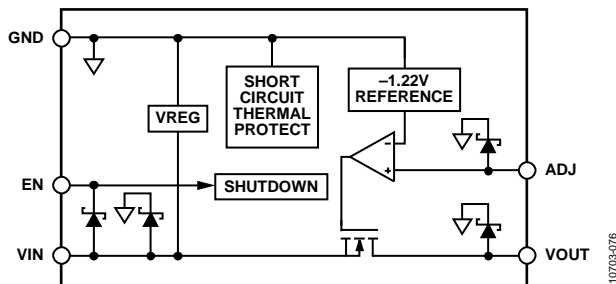 GND
SHORT
CIRCUIT
THERMAL
PROTECT
–1.22V
REFERENCE
VREG
–
+
ADJ
EN
SHUTDOWN
VIN
VOUT
10703-076